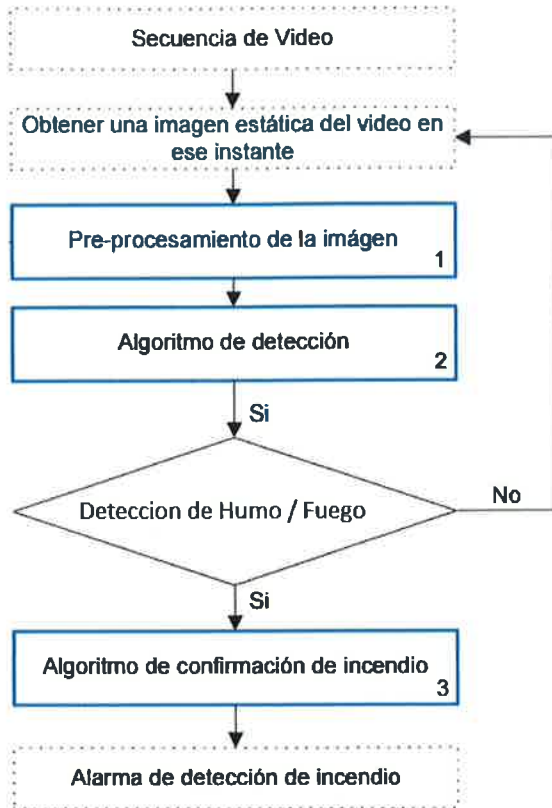 Secuencia de Video
Obtener una imagen estática del video en
ese instante
Pre-procesamiento de la imágen
1
Algoritmo de detección
2
Si
Deteccion de Humo / Fuego
No
Si
Algoritmo de confirmación de incendio
3
Alarma de detección de incendio